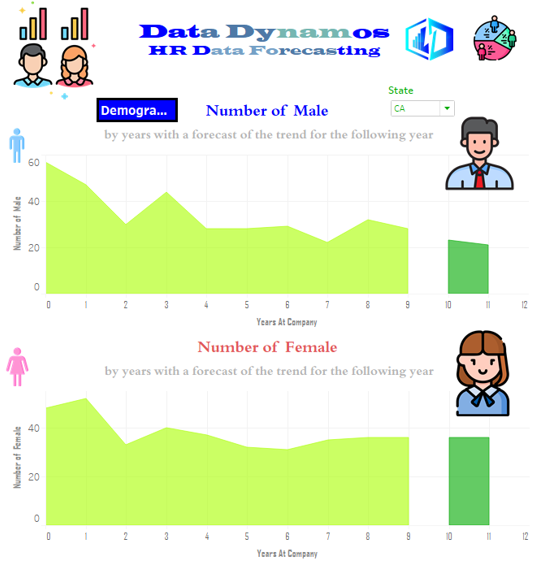 Data Dynamos
HR Data Forecasting
State
CA
Demogra...
Number of Male
by years with a forecast of the trend for the following year
60
40
20
0
Number of Male
0 1 2 3 4 5 6 7 8 9 10 11 12
Years At Company
Number of Female
by years with a forecast of the trend for the following year
40
20
0
Number of Female
0 1 2 3 4 5 6 7 8 9 10 11 12
Years At Company